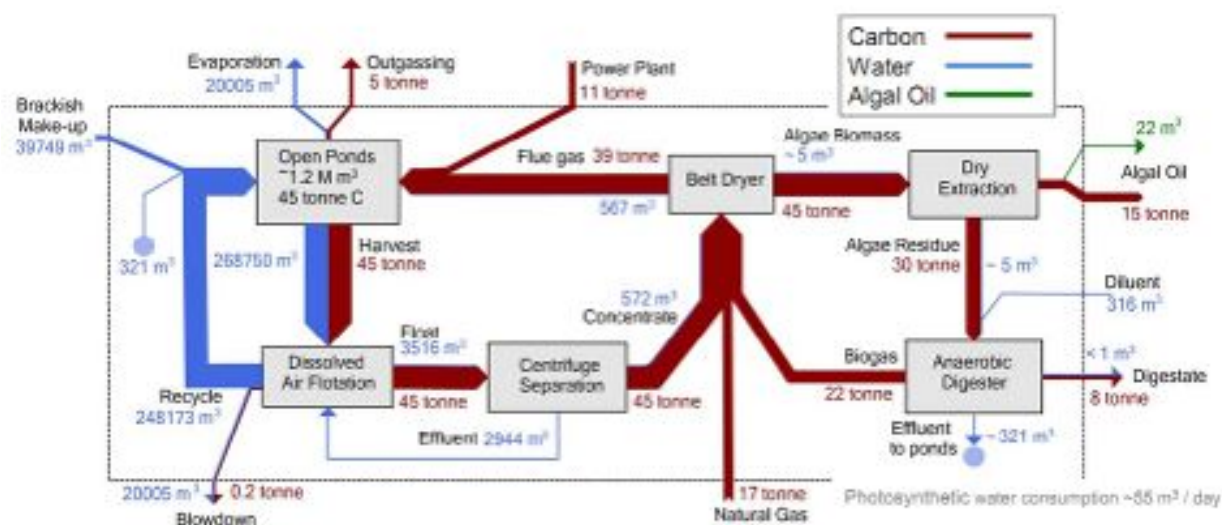 Carbon
Water
Algal Oil
Evaporation
20005 m³
Outgassing
5 tonne
Power Plant
11 tonne
Brackish
Make-up
39749 m³
Open Ponds
~1.2 M m³
45 tonne C
Flue gas 39 tonne
567 m³
Belt Dryer
Algae Biomass
~ 5 m³
45 tonne
Dry
Extraction
22 m³
Algal Oil
15 tonne
321 m³
268750 m³
Harvest
45 tonne
Algae Residue
30 tonne
~ 5 m³
Diluent
316 m³
572 m³
Concentrate
Float
3516 m³
Dissolved
Air Flotation
45 tonne
Centrifuge
Separation
45 tonne
Biogas
22 tonne
Anaerobic
Digester
< 1 m³
Digestate
8 tonne
Recycle
248173 m³
Effluent 2944 m³
Effluent
to ponds
~321 m³
20005 m³
0.2 tonne
Blowdown
17 tonne
Natural Gas
Photosynthetic water consumption ~55 m³ / day